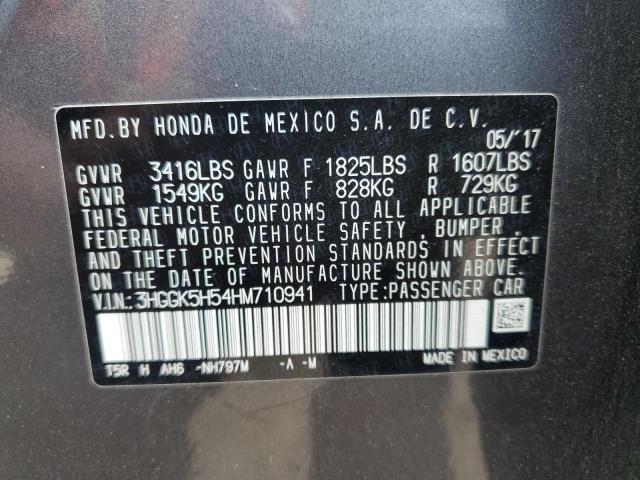 MFD. BY HONDA DE MEXICO S.A. DE C.V.
05/'17
GVWR 3416LBS GAWR F 1825LBS R 1607LBS
GVWR 1549KG GAWR F 828KG R 729KG
THIS VEHICLE CONFORMS TO ALL APPLICABLE
FEDERAL MOTOR VEHICLE SAFETY , BUMPER ,
AND THEFT PREVENTION STANDARDS IN EFFECT
ON THE DATE OF MANUFACTURE SHOWN ABOVE.
V.I.N.: 3HGGK5H54HM710941 TYPE:PASSENGER CAR
T5R H AH6 -NH797M -A -M MADE IN MEXICO